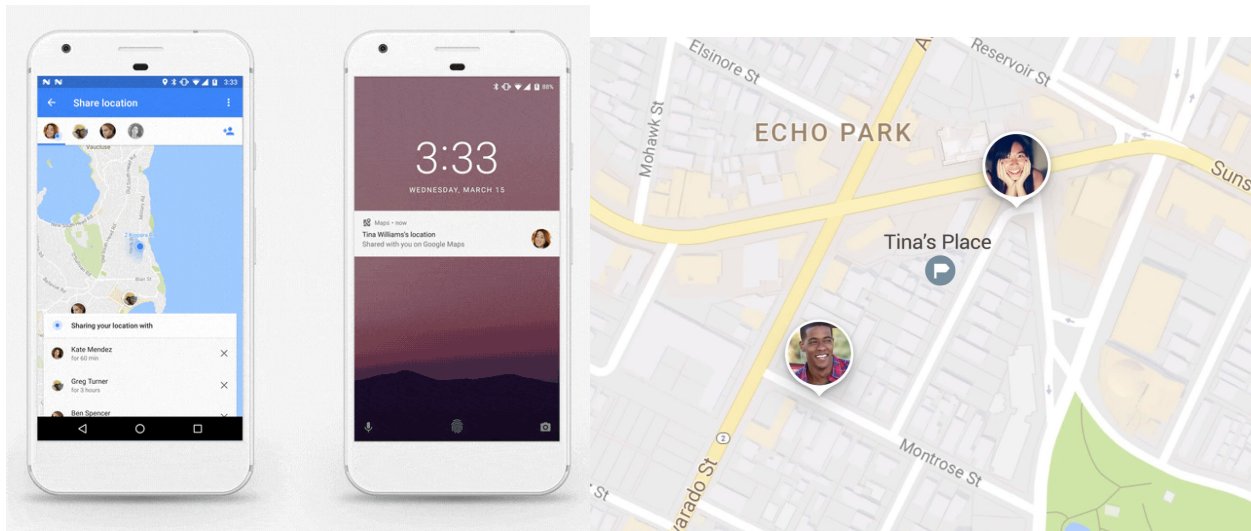 3:33
Share location
Vaucluse
Sharing your location with
Kate Mendez
for 60 min
Greg Turner
for 3 hours
Ben Spencer
88%
3:33
WEDNESDAY, MARCH 15
Maps • now
Tina Williams's location
Shared with you on Google Maps
Elsinore St
Reservoir St
Mohawk St
ECHO PARK
Suns
Tina's Place
2
Montrose St
varado St
St
A